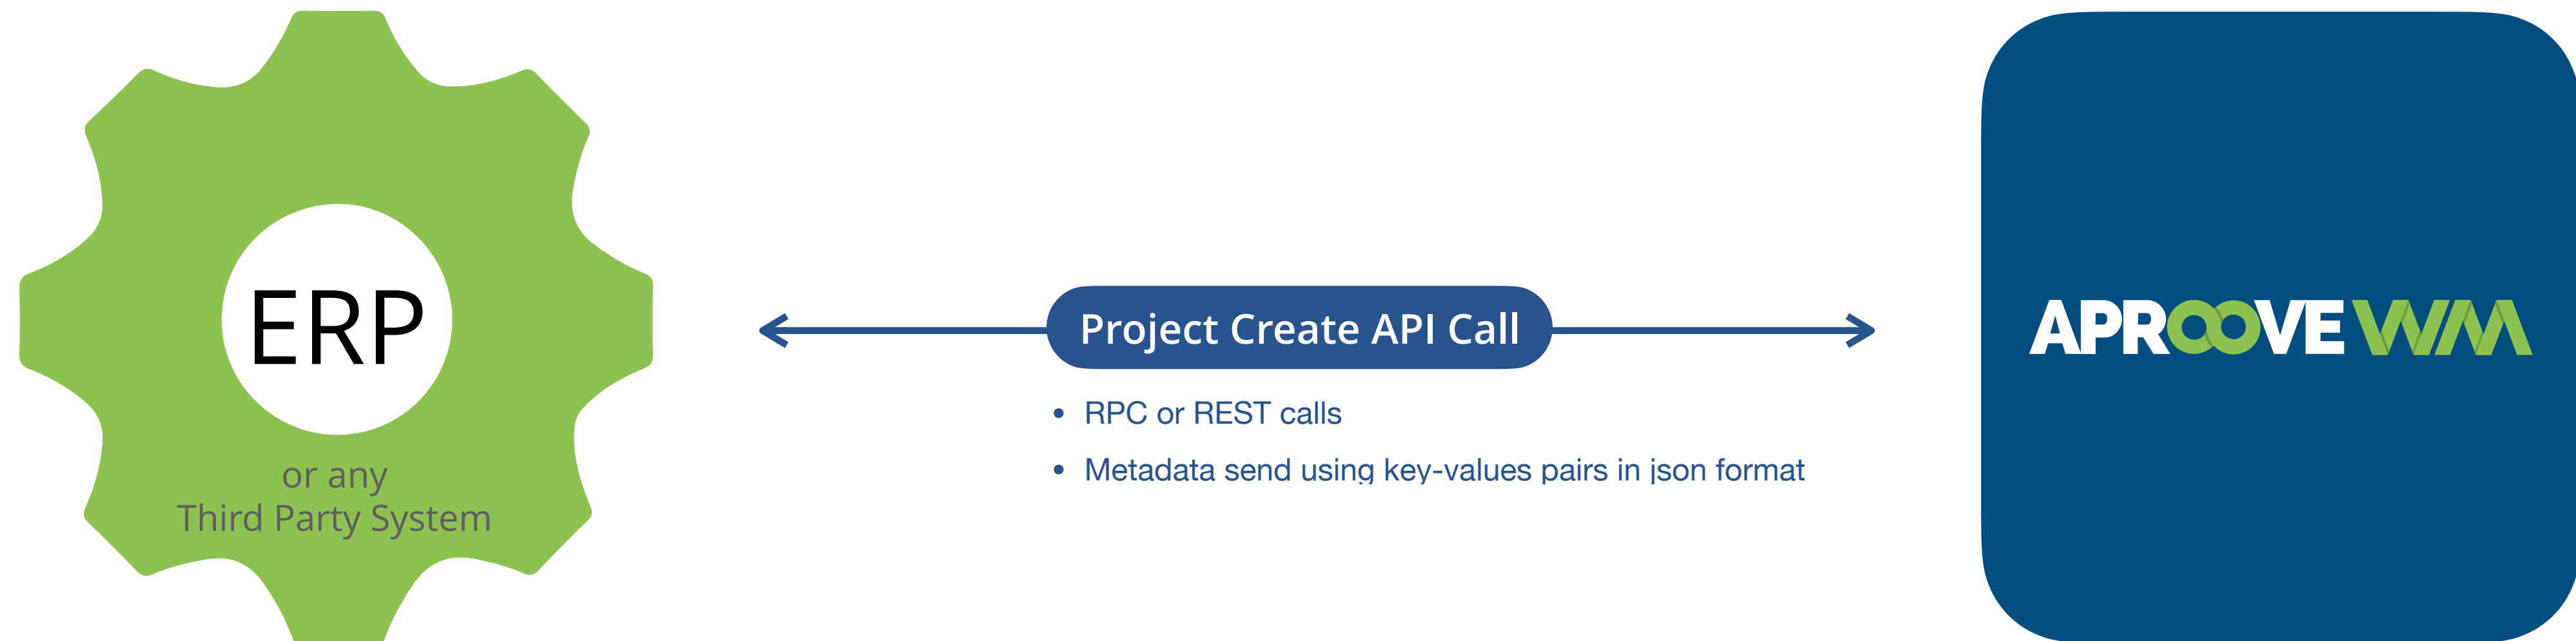 ERP
or any
Third Party System
Project Create API Call
• RPC or REST calls
• Metadata send using key-values pairs in json format
APROOVE WM